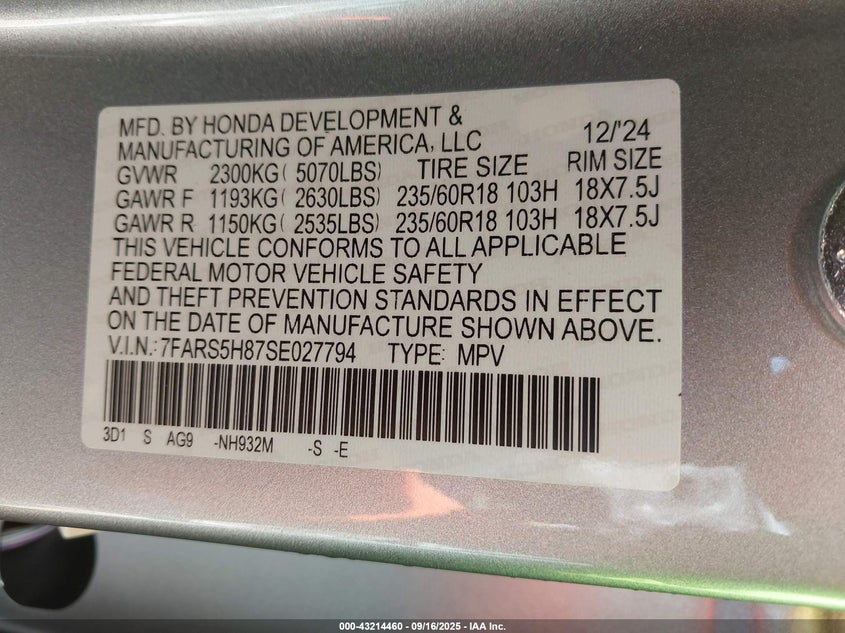 MFD. BY HONDA DEVELOPMENT &
MANUFACTURING OF AMERICA, LLC 12/'24
GVWR 2300KG( 5070LBS) TIRE SIZE RIM SIZE
GAWR F 1193KG( 2630LBS) 235/60R18 103H 18X7.5J
GAWR R 1150KG( 2535LBS) 235/60R18 103H 18X7.5J
THIS VEHICLE CONFORMS TO ALL APPLICABLE
FEDERAL MOTOR VEHICLE SAFETY
AND THEFT PREVENTION STANDARDS IN EFFECT
ON THE DATE OF MANUFACTURE SHOWN ABOVE.
V.I.N.:7FARS5H87SE027794 TYPE: MPV
3D1 S AG9 -NH932M -S -E
000-43214460 - 09/16/2025 - IAA Inc.